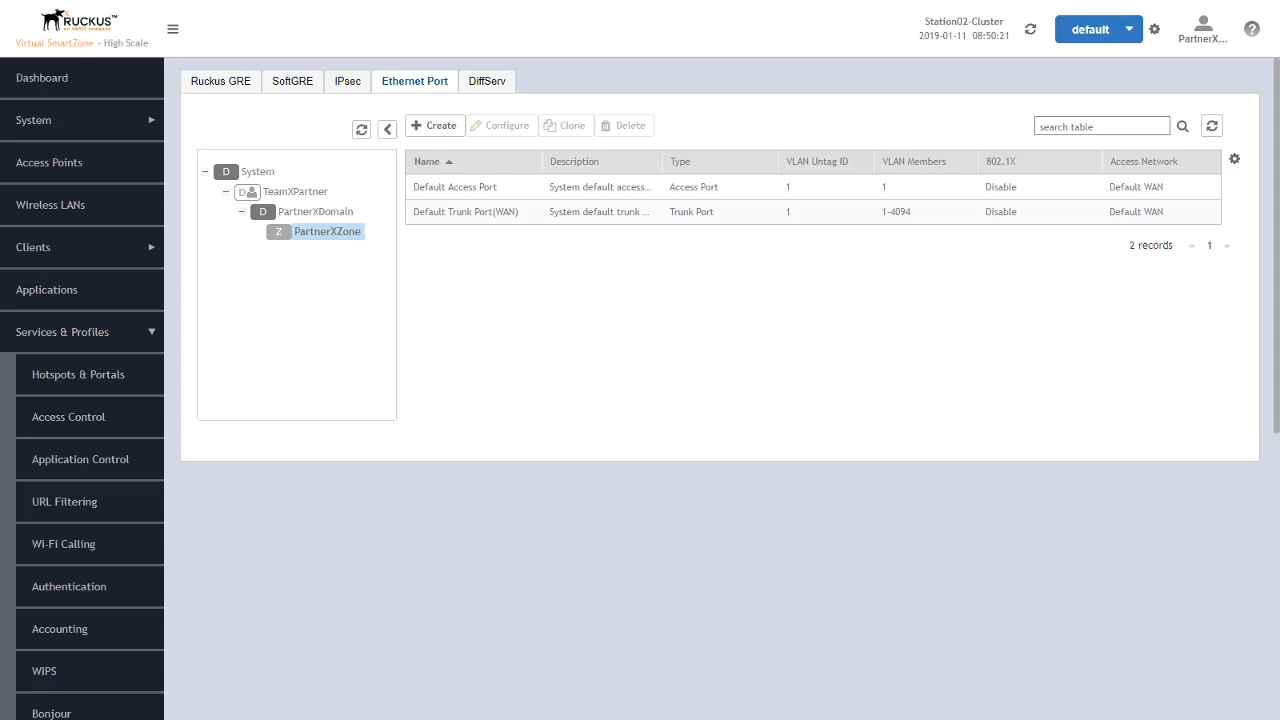 RUCKUS™
Virtual SmartZone - High Scale
Station02-Cluster
2019-01-11 08:50:21
default
PartnerX...
Dashboard
System
Access Points
Wireless LANs
Clients
Applications
Services & Profiles
Hotspots & Portals
Access Control
Application Control
URL Filtering
Wi-Fi Calling
Authentication
Accounting
WIPS
Bonjour
Ruckus GRE SoftGRE IPsec Ethernet Port DiffServ
Create Configure Clone Delete
search table
D System
D TeamXPartner
D PartnerXDomain
Z PartnerXZone
Name Description Type VLAN Untag ID VLAN Members 802.1X Access Network
Default Access Port System default access... Access Port 1 1 Disable Default WAN
Default Trunk Port(WAN) System default trunk ... Trunk Port 1 1-4094 Disable Default WAN
2 records « 1 »